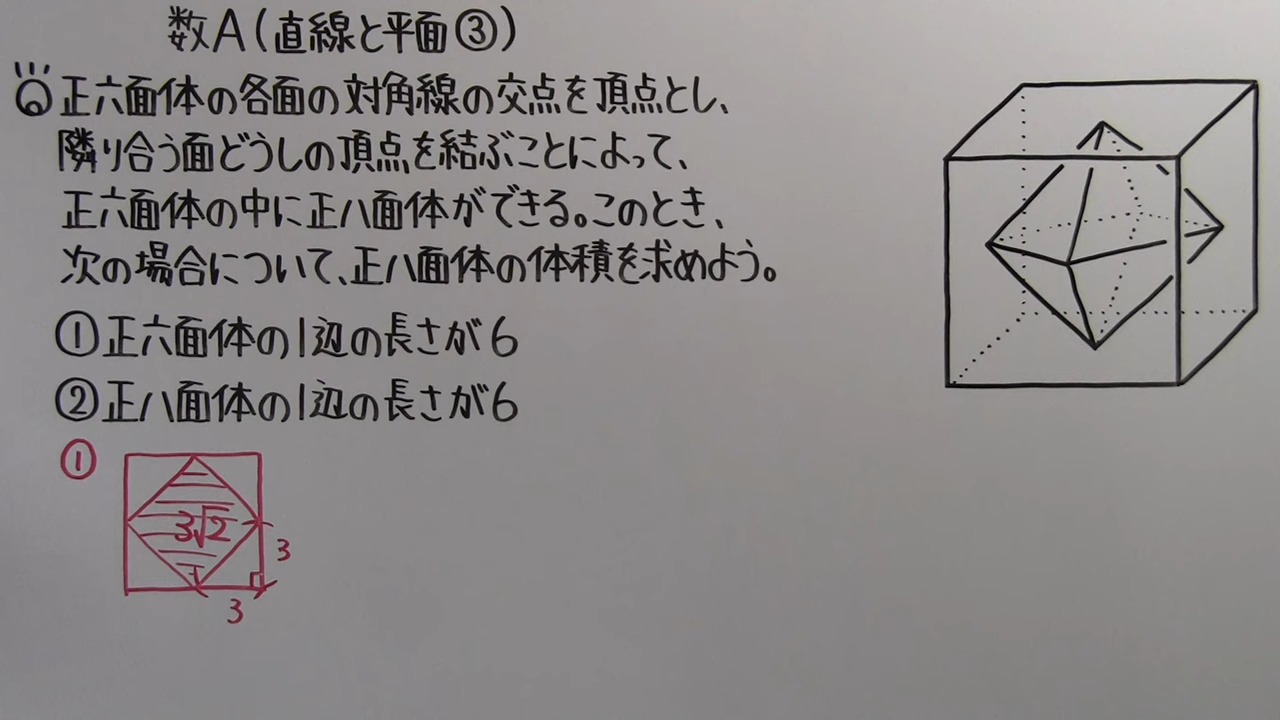 数A(直線と平面③)
正六面体の各面の対角線の交点を頂点とし、
隣り合う面どうしの頂点を結ぶことによって、
正六面体の中に正八面体ができる。このとき、
次の場合について、正八面体の体積を求めよう。
①正六面体の1辺の長さが6
②正八面体の1辺の長さが6
①
3√2
3
3